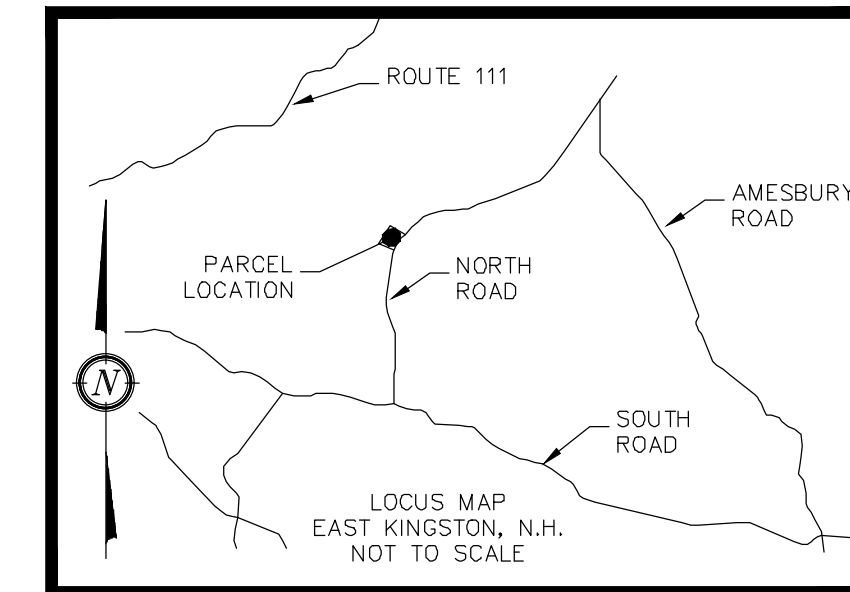 ROUTE 111
AMESBURY
ROAD
PARCEL
LOCATION
NORTH
ROAD
N
SOUTH
ROAD
LOCUS MAP
EAST KINGSTON, N.H.
NOT TO SCALE